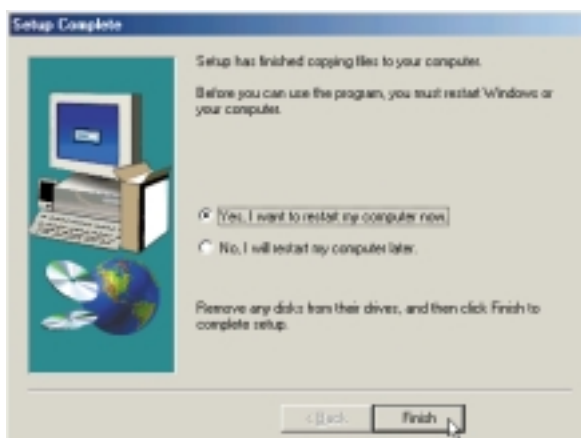 Setup Complete
Setup has finished copying files to your computer.
Before you can use the program, you must restart Windows or
your computer.
Yes, I want to restart my computer now.
No, I will restart my computer later.
Remove any disks from their drives, and then click Finish to
complete setup.
< Back
Finish